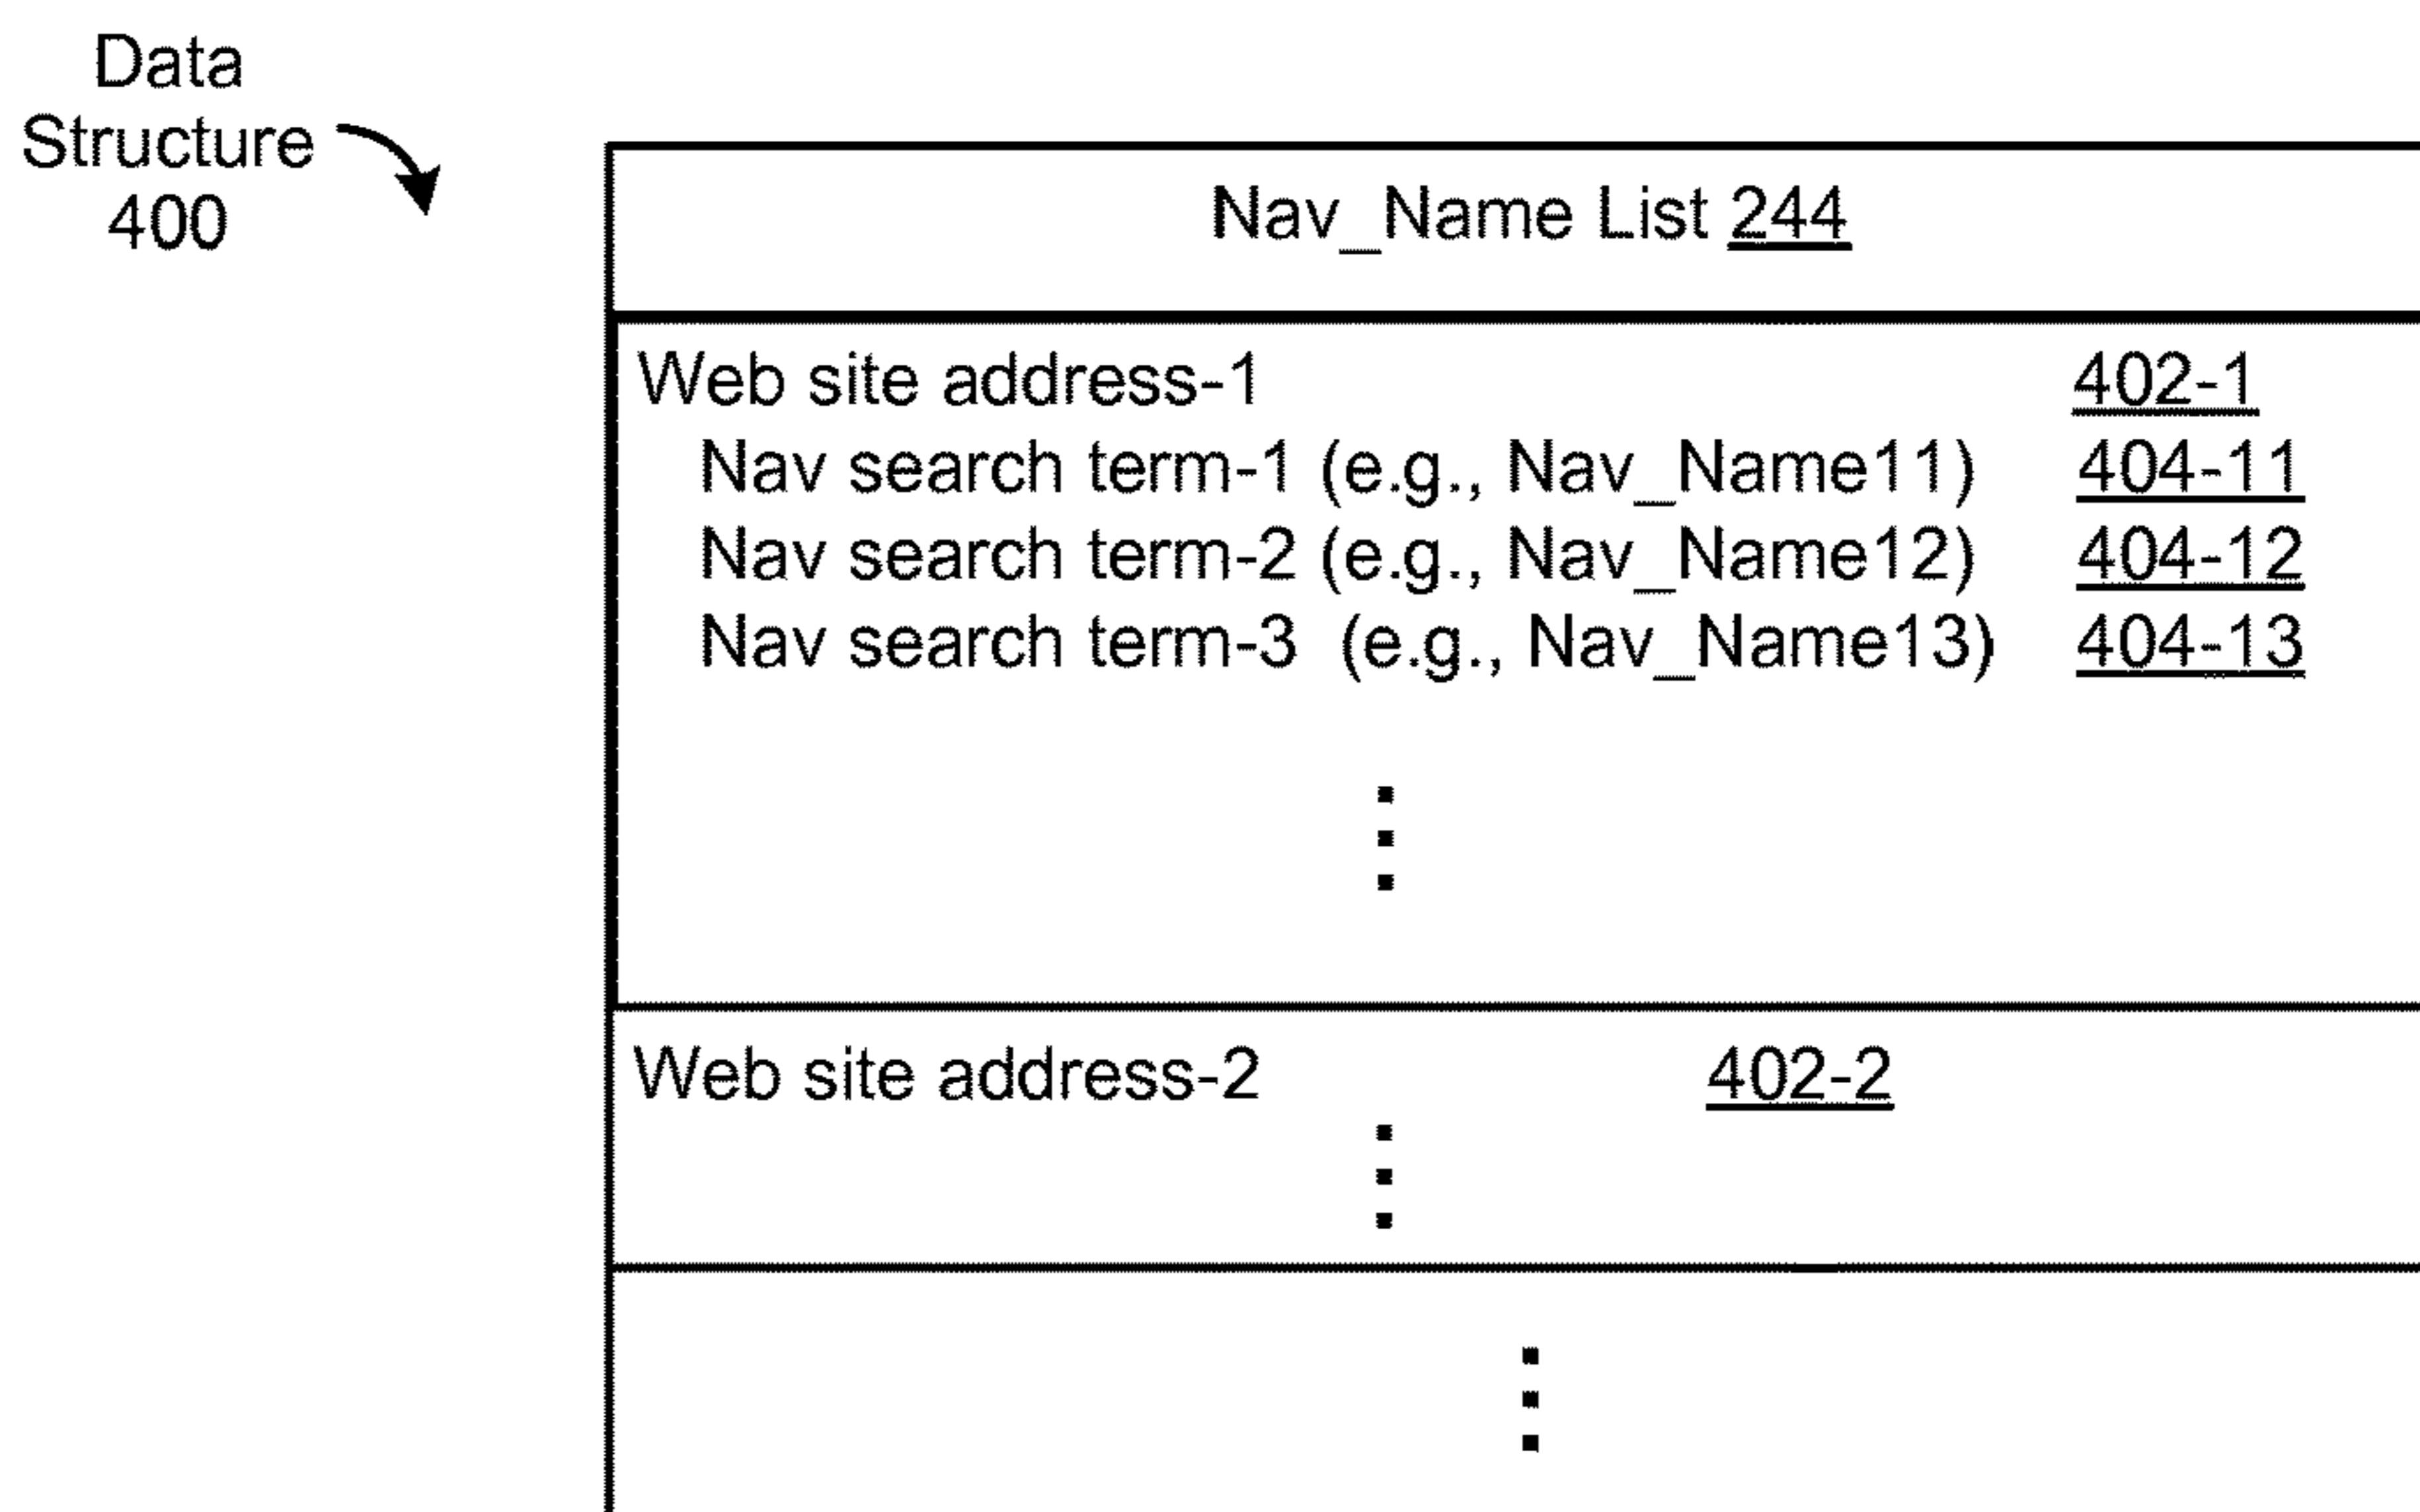 Data
Structure
400
Nav_Name List 244
Web site address-1 402-1
Nav search term-1 (e.g., Nav_Name11) 404-11
Nav search term-2 (e.g., Nav_Name12) 404-12
Nav search term-3 (e.g., Nav_Name13) 404-13
Web site address-2 402-2